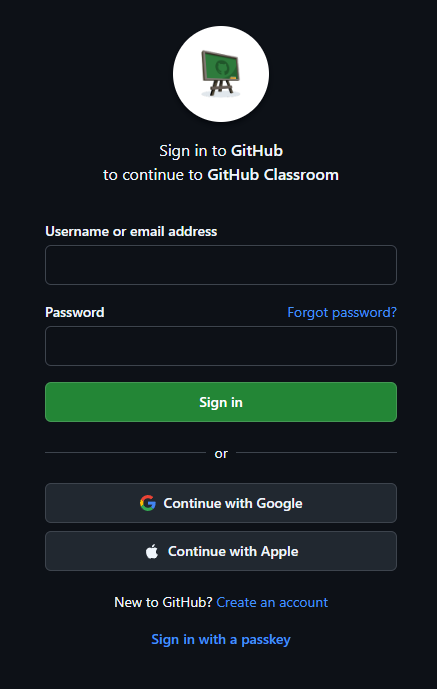 Sign in to GitHub
to continue to GitHub Classroom
Username or email address
Password Forgot password?
Sign in
or
Continue with Google
Continue with Apple
New to GitHub? Create an account
Sign in with a passkey